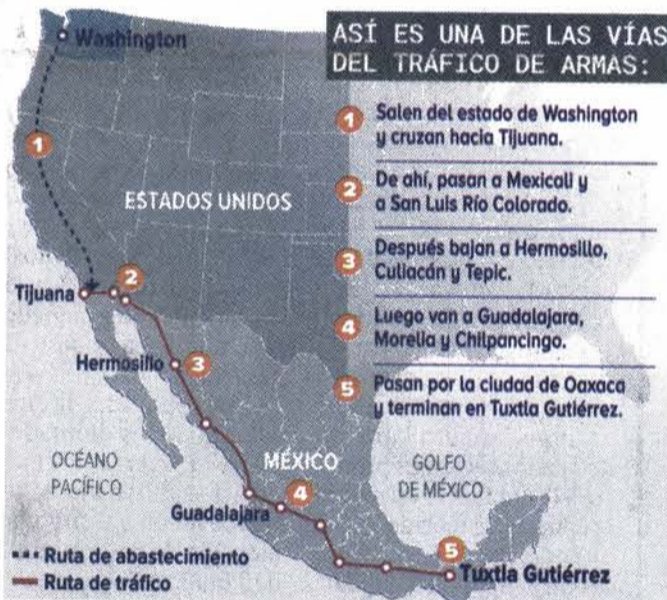 ASÍ ES UNA DE LAS VÍAS
DEL TRÁFICO DE ARMAS:
Washington
1
Salen del estado de Washington
y cruzan hacia Tijuana.
1
2
De ahí, pasan a Mexicali y
a San Luis Río Colorado.
ESTADOS UNIDOS
3
Después bajan a Hermosillo,
Culiacán y Tepic.
Tijuana
2
4
Luego van a Guadalajara,
Morelia y Chilpancingo.
Hermosillo
3
5
Pasan por la ciudad de Oaxaca
y terminan en Tuxtla Gutiérrez.
OCÉANO
PACÍFICO
MÉXICO
GOLFO
DE MÉXICO
4
Guadalajara
5
Tuxtla Gutiérrez
Ruta de abastecimiento
Ruta de tráfico